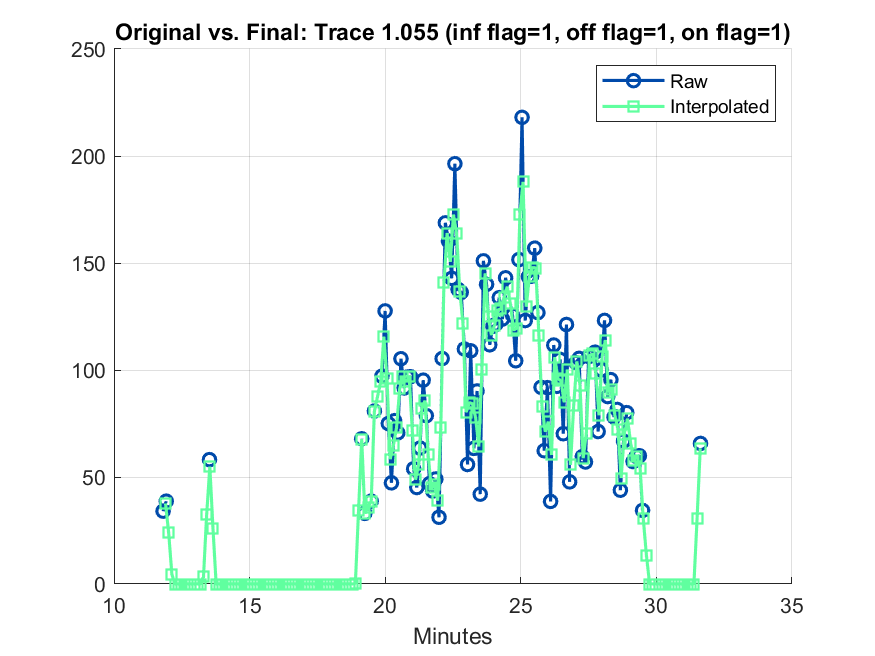 Original vs. Final: Trace 1.055 (inf flag=1, off flag=1, on flag=1)
250
200
150
100
50
0
Raw
Interpolated
10 15 20 25 30 35
Minutes